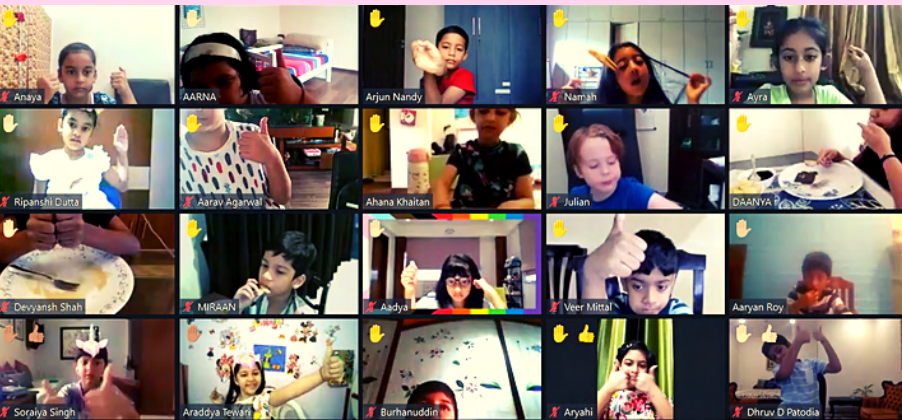 Anaya
AARNA
Arjun Nandy
Namah
Ayra
Ripanshi Dutta
Aarav Agarwal
Ahana Khaitan
Julian
DAANYA
Devyansh Shah
MIRAAN
Aadya
Veer Mittal
Aaryan Roy
Soraiya Singh
Araddya Tewari
Burhanuddin
Aryahi
Dhruv D Patodia